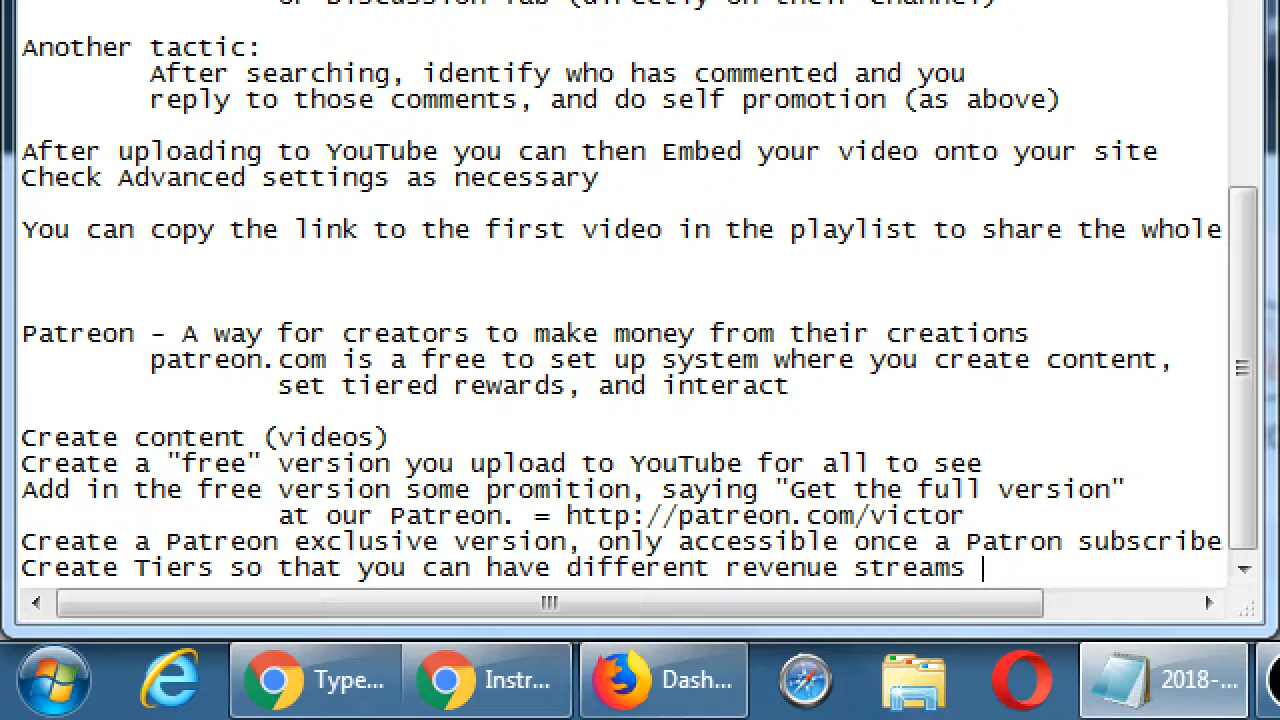 or Discussion Tab (directly on their channel)
Another tactic:
After searching, identify who has commented and you
reply to those comments, and do self promotion (as above)
After uploading to YouTube you can then Embed your video onto your site
Check Advanced settings as necessary
You can copy the link to the first video in the playlist to share the whole
Patreon – A way for creators to make money from their creations
patreon.com is a free to set up system where you create content,
set tiered rewards, and interact
Create content (videos)
Create a "free" version you upload to YouTube for all to see
Add in the free version some promition, saying "Get the full version"
at our Patreon. = http://patreon.com/victor
Create a Patreon exclusive version, only accessible once a Patron subscribe
Create Tiers so that you can have different revenue streams
Type... Instr... Dash... 2018-...